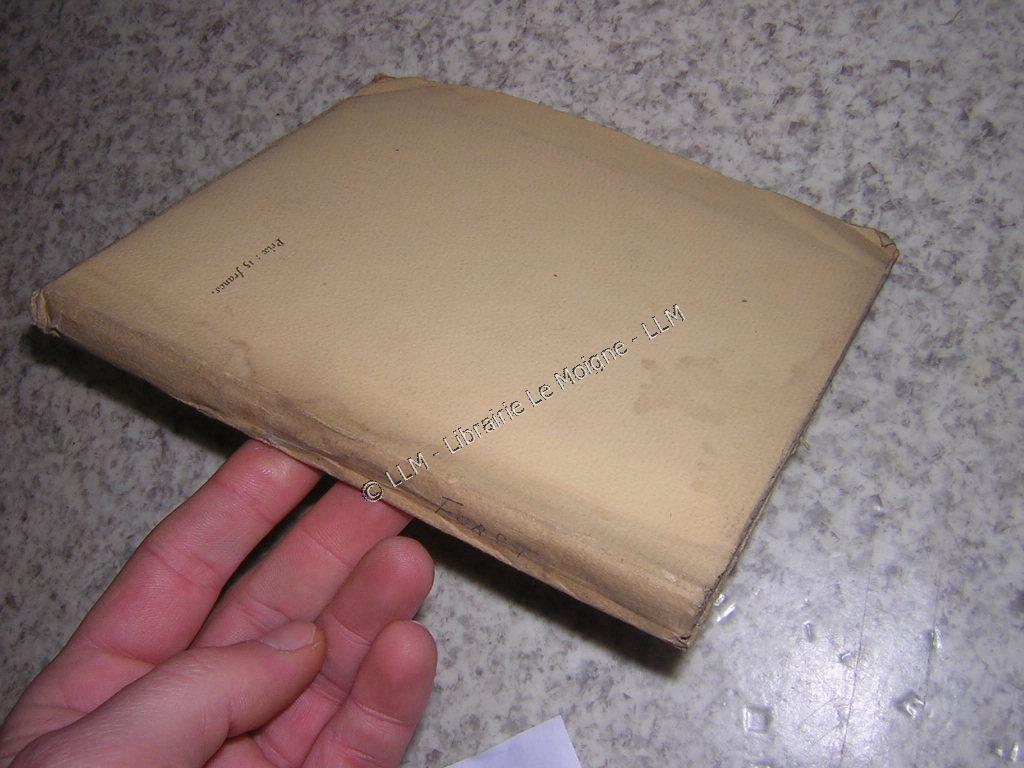 Prix : 15 francs.
© LLM - Librairie Le Moigne - LLM